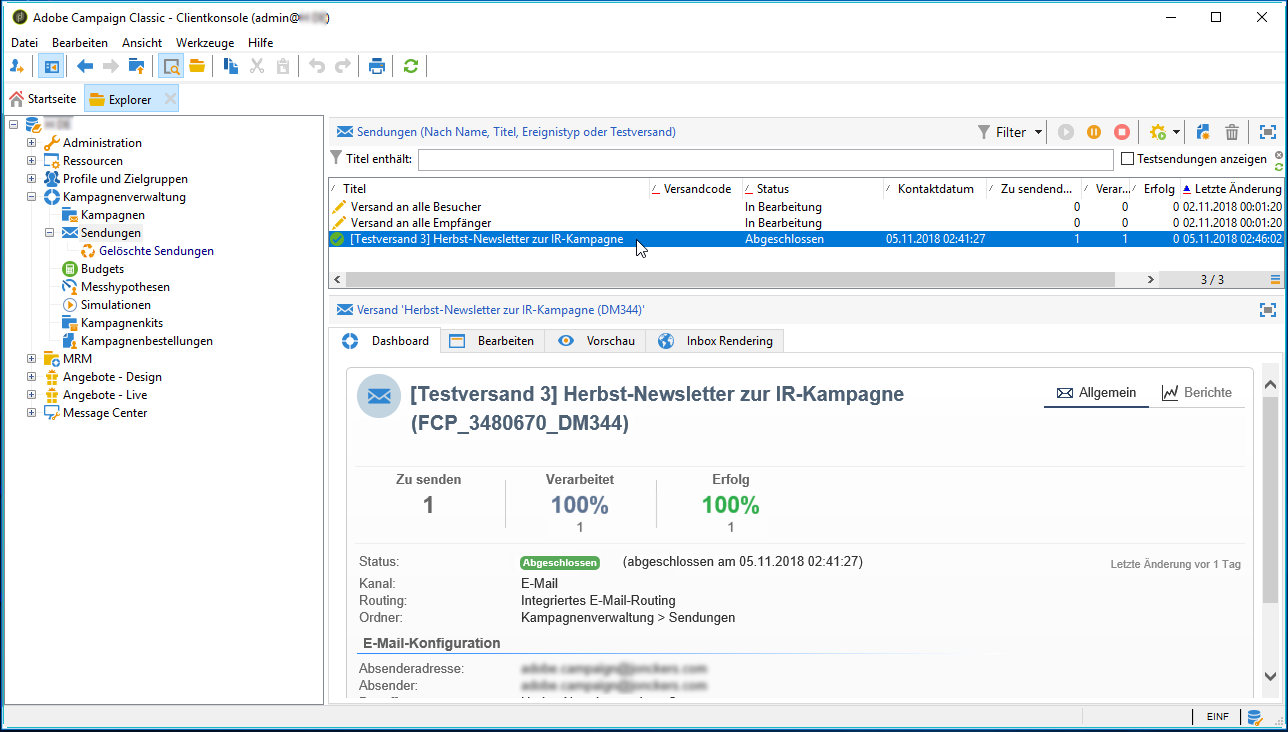 Adobe Campaign Classic - Clientkonsole (admin@
Datei Bearbeiten Ansicht Werkzeuge Hilfe
Startseite Explorer
Administration
Ressourcen
Profile und Zielgruppen
Kampagnenverwaltung
Kampagnen
Sendungen
Gelöschte Sendungen
Budgets
Messhypothesen
Simulationen
Kampagnenkits
Kampagnenbestellungen
MRM
Angebote - Design
Angebote - Live
Message Center
Sendungen (Nach Name, Titel, Ereignistyp oder Testversand) Filter
Titel enthält: Testsendungen anzeigen
Titel Versandcode Status Kontaktdatum Zu sendend... Verar... Erfolg Letzte Änderung
Versand an alle Besucher In Bearbeitung 0 0 0 02.11.2018 00:01:20
Versand an alle Empfänger In Bearbeitung 0 0 0 02.11.2018 00:01:20
[Testversand 3] Herbst-Newsletter zur IR-Kampagne Abgeschlossen 05.11.2018 02:41:27 1 1 0 05.11.2018 02:46:02
3 / 3
Versand 'Herbst-Newsletter zur IR-Kampagne (DM344)'
Dashboard Bearbeiten Vorschau Inbox Rendering
[Testversand 3] Herbst-Newsletter zur IR-Kampagne
(FCP_3480670_DM344)
Allgemein Berichte
Zu senden Verarbeitet Erfolg
1 100% 100%
1 1
Status: Abgeschlossen (abgeschlossen am 05.11.2018 02:41:27) Letzte Änderung vor 1 Tag
Kanal: E-Mail
Routing: Integriertes E-Mail-Routing
Ordner: Kampagnenverwaltung > Sendungen
E-Mail-Konfiguration
Absenderadresse:
Absender:
EINF